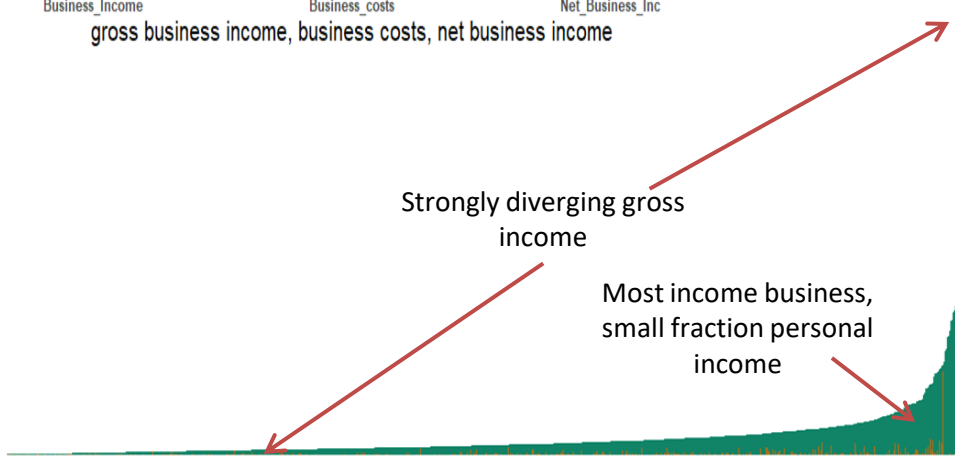 Business_Income Business_costs Net_Business_Inc
gross business income, business costs, net business income
Strongly diverging gross
income
Most income business,
small fraction personal
income